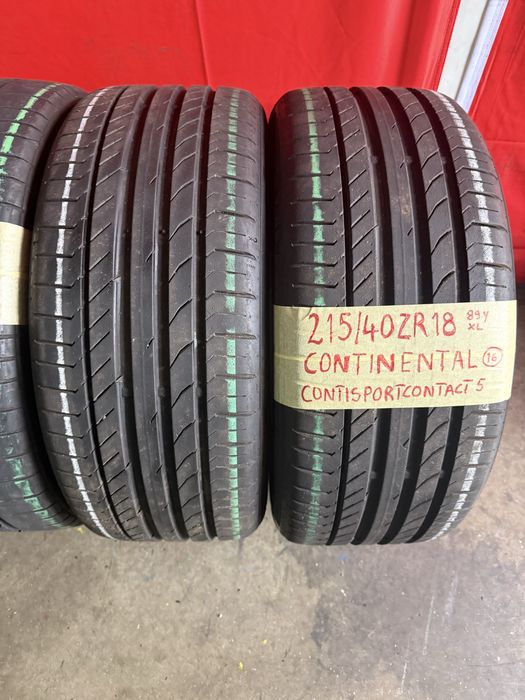 215/40ZR18 89Y
XL
CONTINENTAL 16
CONTISPORTCONTACT 5